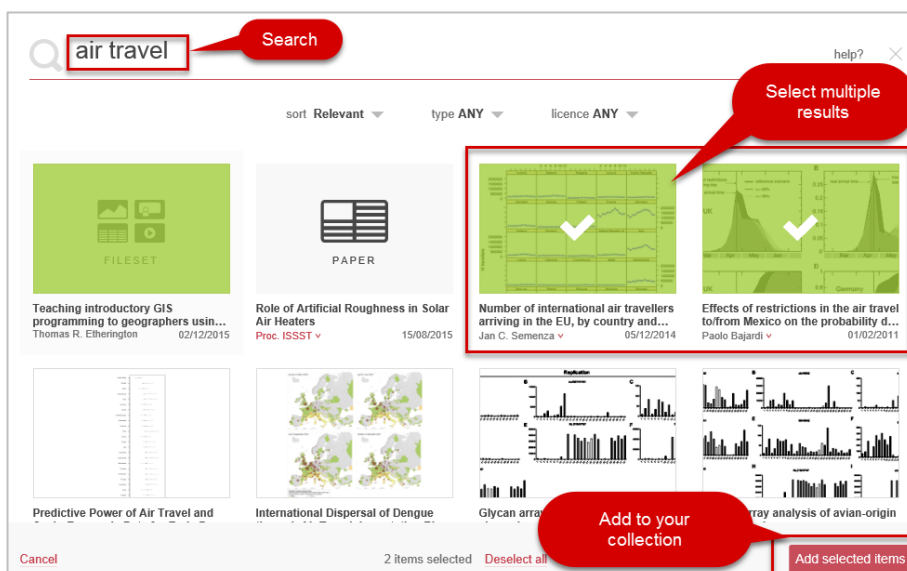 air travel
Search
help?
Select multiple
results
sort Relevant
type ANY
licence ANY
FILESET
PAPER
Teaching introductory GIS
programming to geographers usin...
Thomas R. Etherington 02/12/2015
Role of Artificial Roughness in Solar
Air Heaters
Proc. ISSST 15/08/2015
Number of international air travellers
arriving in the EU, by country and...
Jan C. Semenza 05/12/2014
Effects of restrictions in the air travel
to/from Mexico on the probability d...
Paolo Bajardi 01/02/2011
Predictive Power of Air Travel and
International Dispersal of Dengue
Glycan
analysis of avian-origin
Add to your
collection
Cancel
2 items selected
Deselect all
Add selected items